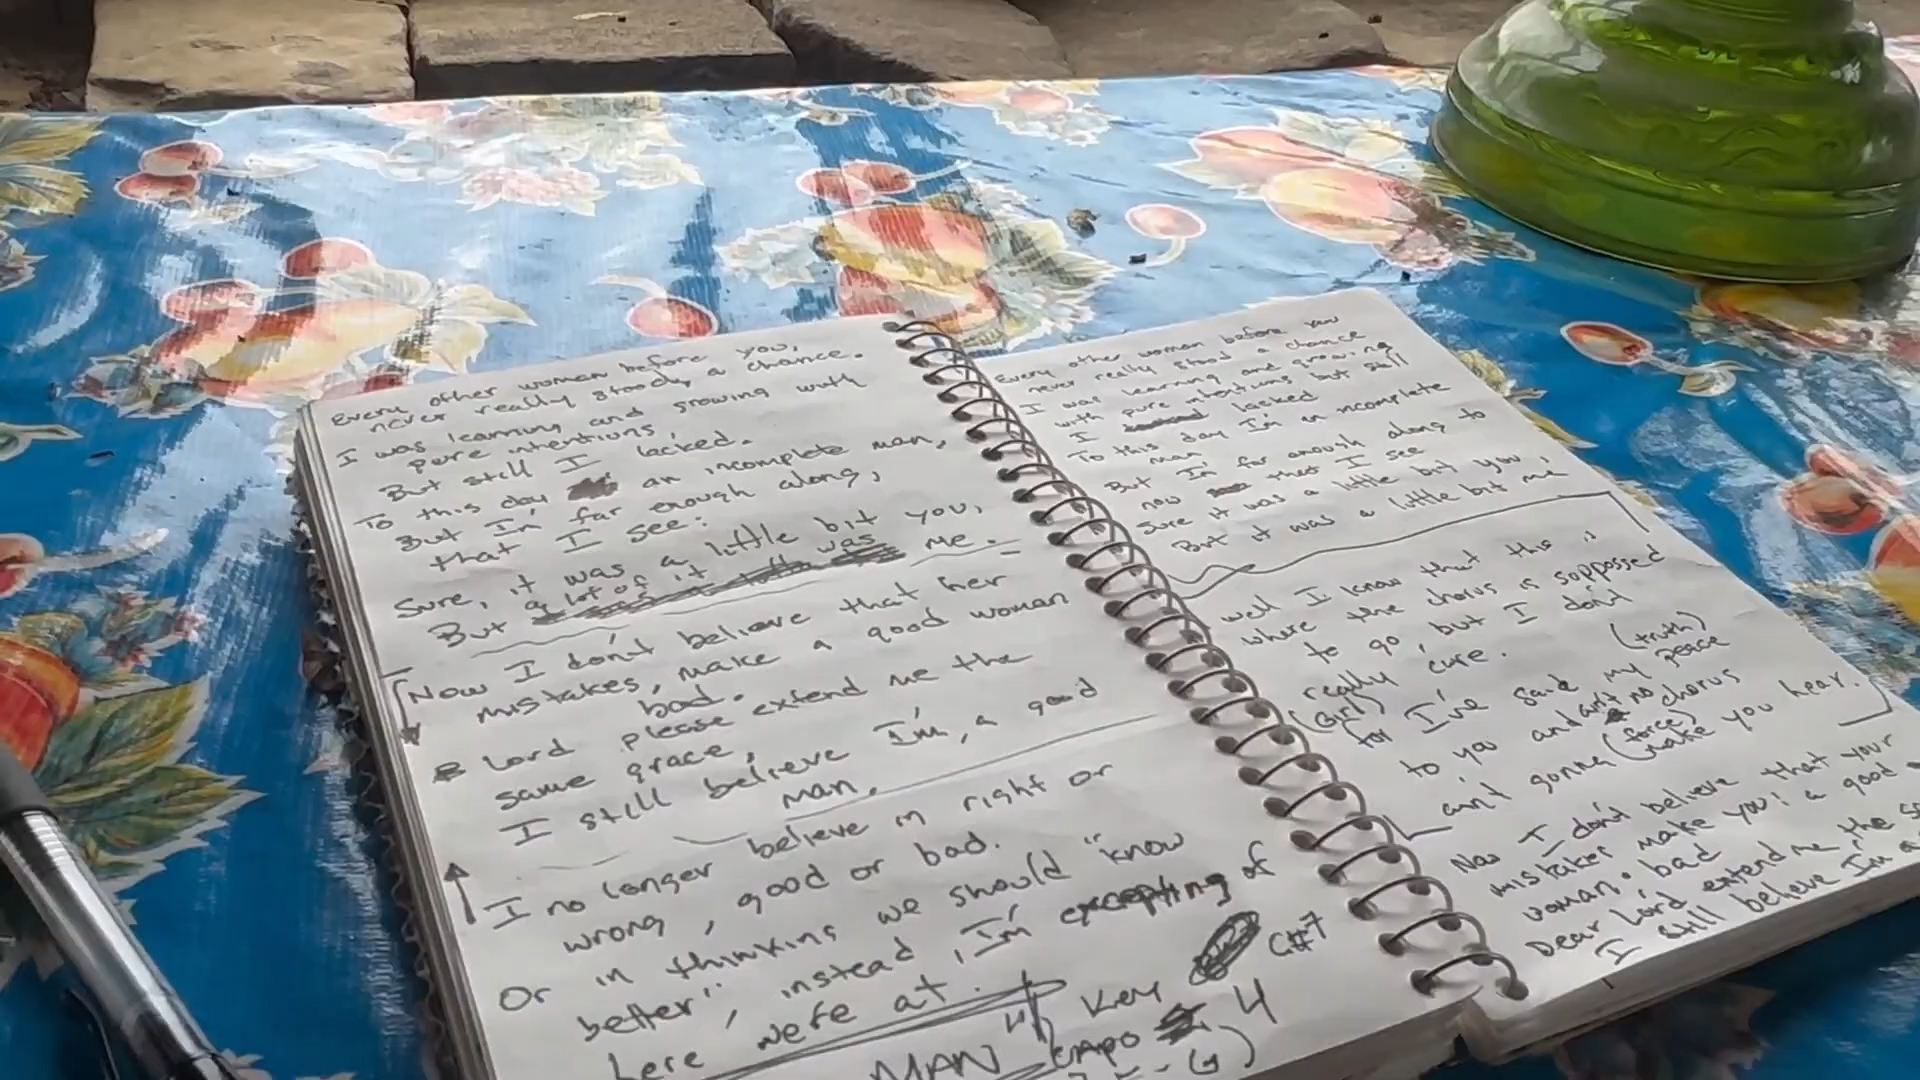 Every other woman before you,
never really stood a chance.
I was learning and growing with
pure intentions
But still I lacked.
To this day an incomplete man,
But I'm far enough along,
that I see:
Sure, it was a little bit you,
But a lot of it was me.
Now I don't believe that her
mistakes, make a good woman
bad.
Lord please extend me the
same grace,
I still believe I'm, a good
man.
I no longer believe in right or
wrong, good or bad.
Or in thinking we should "know
better", instead, I'm excepting of
here were at.
MAN" Key C#7
CAPO 4
Every other woman before you
never really stood a chance
I was learning and growing
with pure intentions but still
I lacked
To this day I'm an incomplete
man
But I'm far enough along to
now that I see
Sure it was a little bit you,
But it was a little bit me
well I know that this is
where the chorus is sopposed
to go, but I don't
really cure.
(Girl) (truth)
for I've said my peace
to you and ain't no chorus
ain't gonna (force) make you hear.
Now I don't believe that your
mistakes make you, a good
woman, bad
Dear Lord extend me, the
I still believe I'm a